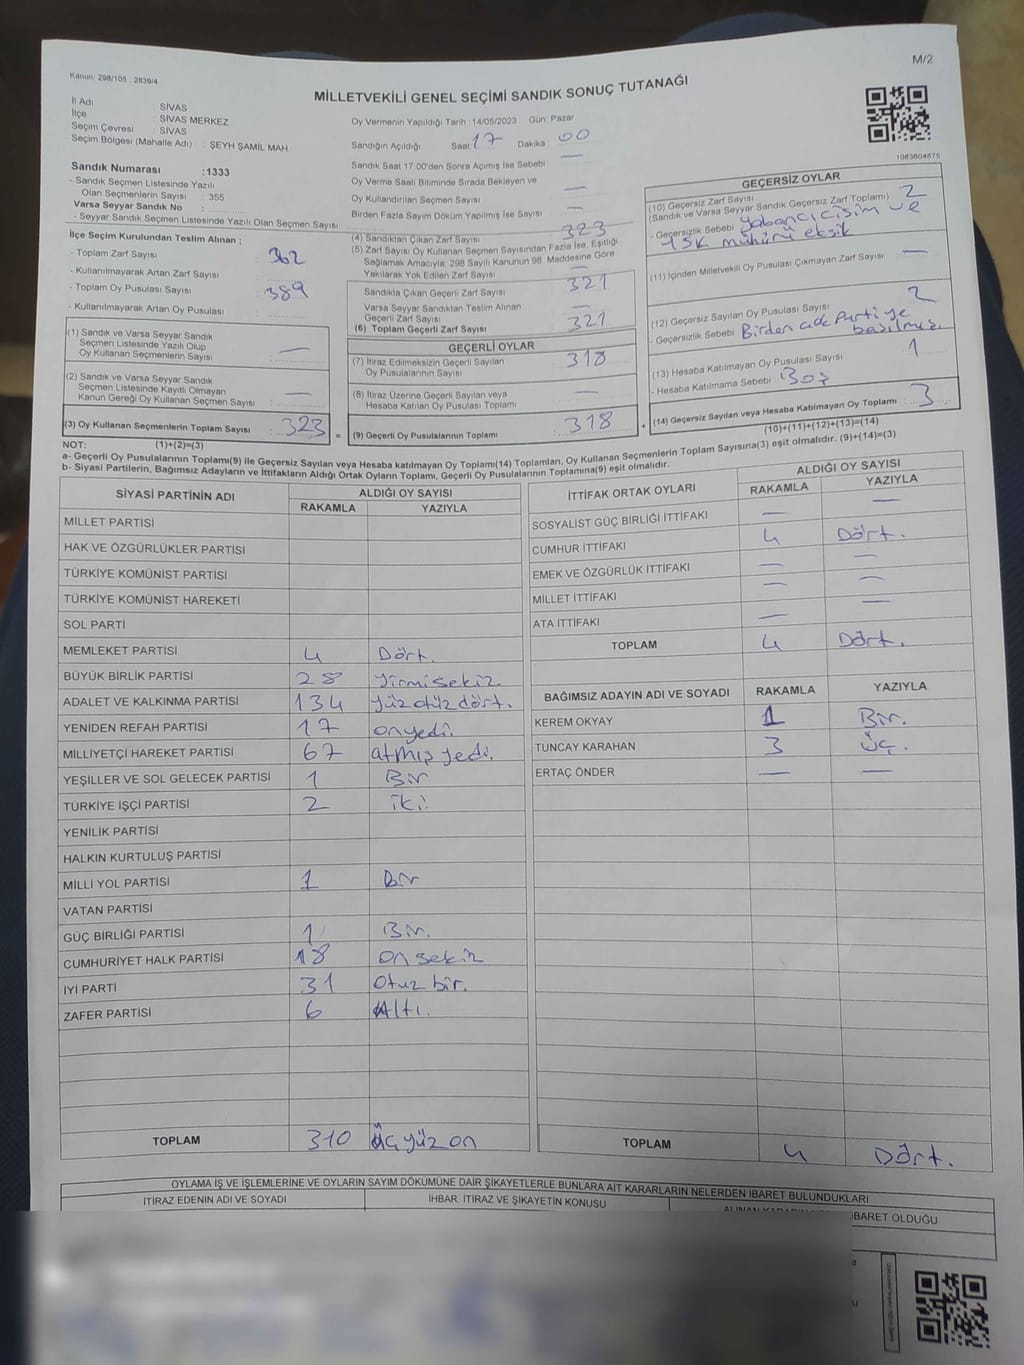 M/2
Kanun: 298/105 , 2839/4
MİLLETVEKİLİ GENEL SEÇİMİ SANDIK SONUÇ TUTANAĞI
İl Adı SİVAS
İlçe SİVAS MERKEZ
Seçim Çevresi SİVAS
Seçim Bölgesi (Mahalle Adı) : ŞEYH ŞAMİL MAH.
Oy Vermenin Yapıldığı Tarih :14/05/2023 Gün: Pazar
Sandığın Açıldığı Saat: 17 Dakika: 00
Sandık Saat 17:00'den Sonra Açımış İse Sebebi —
Oy Verme Saati Bitiminde Sırada Bekleyen ve
Oy Kullandırılan Seçmen Sayısı —
Birden Fazla Sayım Döküm Yapılmış İse Sayısı —
1083604875
Sandık Numarası :1333
- Sandık Seçmen Listesinde Yazılı
Olan Seçmenlerin Sayısı : 355
Varsa Seyyar Sandık No :
- Seyyar Sandık Seçmen Listesinde Yazılı Olan Seçmen Sayısı
İlçe Seçim Kurulundan Teslim Alınan ;
- Toplam Zarf Sayısı : 362
- Kullanılmayarak Artan Zarf Sayısı :
- Toplam Oy Pusulası Sayısı : 389
- Kullanılmayarak Artan Oy Pusulası :
(1) Sandık ve Varsa Seyyar Sandık
Seçmen Listesinde Yazılı Olup
Oy Kullanan Seçmenlerin Sayısı : —
(2) Sandık ve Varsa Seyyar Sandık
Seçmen Listesinde Kayıtlı Olmayan
Kanun Gereği Oy Kullanan Seçmen Sayısı : —
(3) Oy Kullanan Seçmenlerin Toplam Sayısı : 323 =
(4) Sandıktan Çıkan Zarf Sayısı 323
(5) Zarf Sayısı Oy Kullanan Seçmen Sayısından Fazla İse, Eşitliği
Sağlamak Amacıyla; 298 Sayılı Kanunun 98. Maddesine Göre
Yakılarak Yok Edilen Zarf Sayısı —
Sandıkta Çıkan Geçerli Zarf Sayısı 321
Varsa Seyyar Sandıktan Teslim Alınan
Geçerli Zarf Sayısı —
(6) Toplam Geçerli Zarf Sayısı 321
GEÇERLİ OYLAR
(7) İtiraz Edilmeksizin Geçerli Sayılan
Oy Pusulalarının Sayısı 318
(8) İtiraz Üzerine Geçerli Sayılan veya
Hesaba Katılan Oy Pusulası Toplamı —
(9) Geçerli Oy Pusulalarının Toplamı 318 +
GEÇERSİZ OYLAR
(10) Geçersiz Zarf Sayısı
(Sandık ve Varsa Seyyar Sandık Geçersiz Zarf Toplamı) : 2
- Geçersizlik Sebebi yabancı cisim ve
YSK mühürü eksik
(11) İçinden Milletvekili Oy Pusulası Çıkmayan Zarf Sayısı : —
(12) Geçersiz Sayılan Oy Pusulası Sayısı 2
- Geçersizlik Sebebi Birden çok Parti ye
basılmış.
(13) Hesaba Katılmayan Oy Pusulası Sayısı 1
- Hesaba Katılmama Sebebi Boş
(14) Geçersiz Sayılan veya Hesaba Katılmayan Oy Toplamı 3
(10)+(11)+(12)+(13)=(14)
NOT: (1)+(2)=(3)
a- Geçerli Oy Pusulalarının Toplamı(9) ile Geçersiz Sayılan veya Hesaba katılmayan Oy Toplamı(14) Toplamları, Oy Kullanan Seçmenlerin Toplam Sayısına(3) eşit olmalıdır. (9)+(14)=(3)
b- Siyasi Partilerin, Bağımsız Adayların ve İttifakların Aldığı Ortak Oyların Toplamı, Geçerli Oy Pusulalarının Toplamına(9) eşit olmalıdır.
SİYASİ PARTİNİN ADI ALDIĞI OY SAYISI
RAKAMLA YAZIYLA
MİLLET PARTİSİ
HAK VE ÖZGÜRLÜKLER PARTİSİ
TÜRKİYE KOMÜNİST PARTİSİ
TÜRKİYE KOMÜNİST HAREKETİ
SOL PARTİ
MEMLEKET PARTİSİ 4 Dört.
BÜYÜK BİRLİK PARTİSİ 28 yirmisekiz
ADALET VE KALKINMA PARTİSİ 134 yüzotuzdört.
YENİDEN REFAH PARTİSİ 17 onyedi.
MİLLİYETÇİ HAREKET PARTİSİ 67 atmış yedi.
YEŞİLLER VE SOL GELECEK PARTİSİ 1 Bir
TÜRKİYE İŞÇİ PARTİSİ 2 iki
YENİLİK PARTİSİ
HALKIN KURTULUŞ PARTİSİ
MİLLİ YOL PARTİSİ 1 Bir
VATAN PARTİSİ
GÜÇ BİRLİĞİ PARTİSİ 1 Bir.
CUMHURİYET HALK PARTİSİ 18 on sekiz
İYİ PARTİ 31 otuz bir.
ZAFER PARTİSİ 6 Altı.
TOPLAM 310 üçyüz on
İTTİFAK ORTAK OYLARI ALDIĞI OY SAYISI
RAKAMLA YAZIYLA
SOSYALİST GÜÇ BİRLİĞİ İTTİFAKI — —
CUMHUR İTTİFAKI 4 Dört.
EMEK VE ÖZGÜRLÜK İTTİFAKI — —
MİLLET İTTİFAKI — —
ATA İTTİFAKI — —
TOPLAM 4 Dört.
BAĞIMSIZ ADAYIN ADI VE SOYADI RAKAMLA YAZIYLA
KEREM OKYAY 1 Bir.
TUNCAY KARAHAN 3 üç.
ERTAÇ ÖNDER — —
TOPLAM 4 Dört.
OYLAMA İŞ VE İŞLEMLERİNE VE OYLARIN SAYIM DÖKÜMÜNE DAİR ŞİKAYETLERLE BUNLARA AİT KARARLARIN NELERDEN İBARET BULUNDUKLARI
İTİRAZ EDENİN ADI VE SOYADI İHBAR, İTİRAZ VE ŞİKAYETİN KONUSU İBARET OLDUĞU